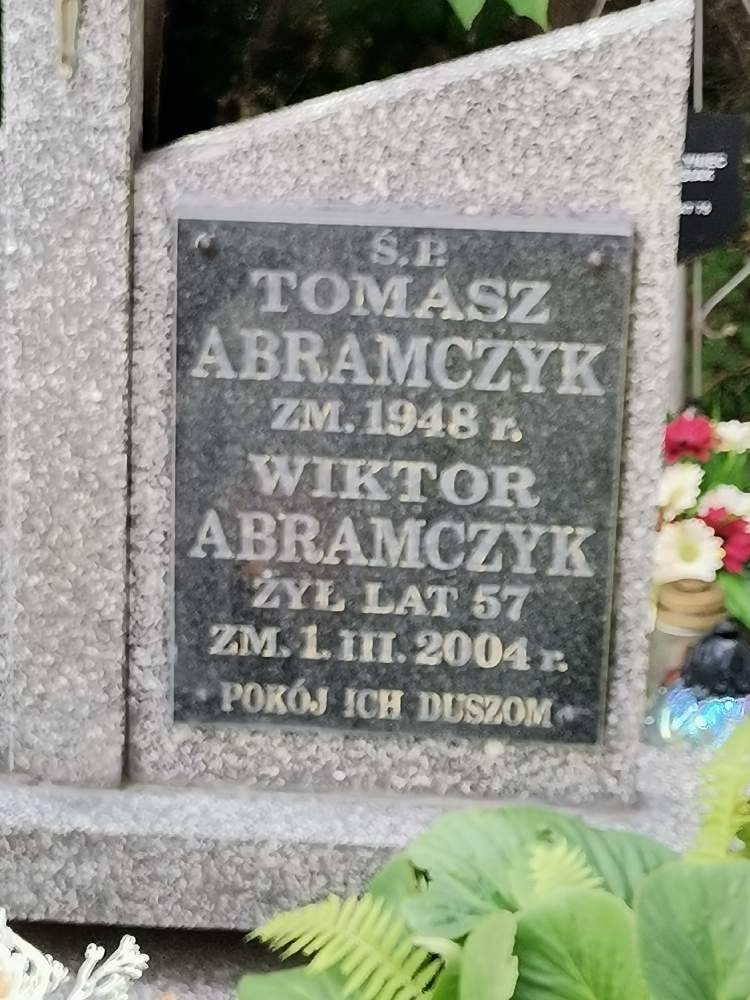 Ś.P.
TOMASZ
ABRAMCZYK
ZM. 1948 r.
WIKTOR
ABRAMCZYK
ŻYŁ LAT 57
ZM. 1. III. 2004 r.
POKÓJ ICH DUSZOM